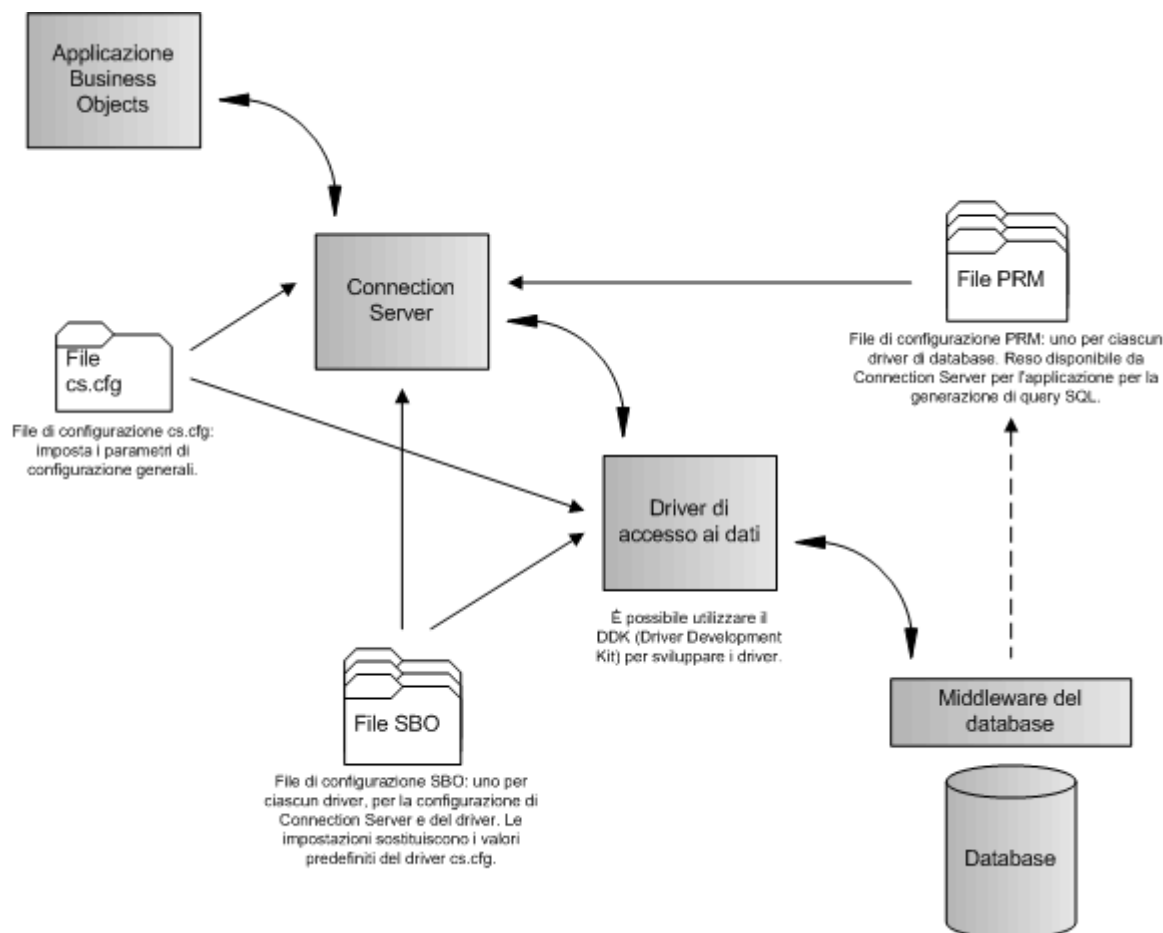 Applicazione
Business
Objects
Connection
Server
File PRM
File di configurazione PRM: uno per ciascun
driver di database. Reso disponibile da
Connection Server per l'applicazione per la
generazione di query SQL.
File
cs.cfg
File di configurazione cs.cfg:
imposta i parametri di
configurazione generali.
Driver di
accesso ai dati
É possibile utilizzare il
DDK (Driver Development
Kit) per sviluppare i driver.
File SBO
File di configurazione SBO: uno per
ciascun driver, per la configurazione di
Connection Server e del driver. Le
impostazioni sostituiscono i valori
predefiniti del driver cs.cfg.
Middleware del
database
Database